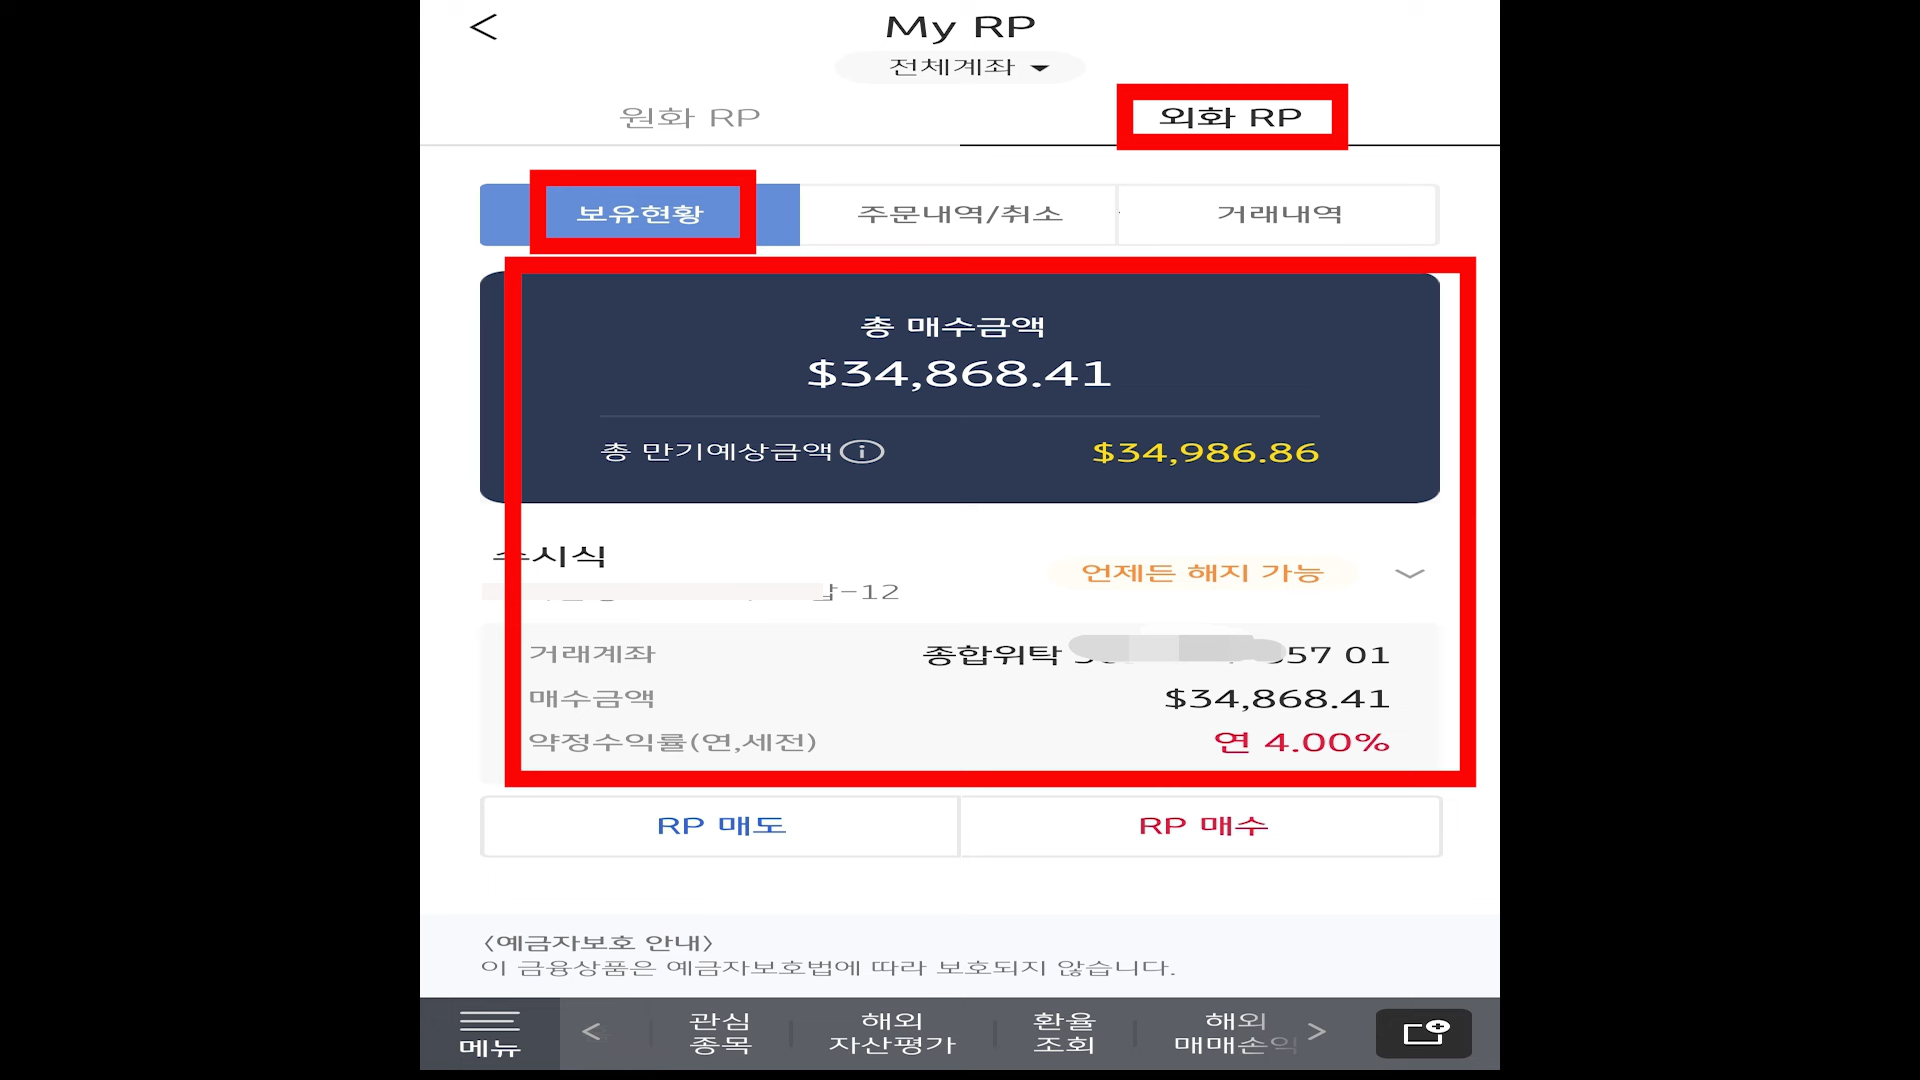 My RP
전체계좌
원화 RP
외화 RP
보유현황
주문내역/취소
거래내역
총 매수금액
$34,868.41
총 만기예상금액
$34,986.86
수시식
언제든 해지 가능
-12
거래계좌
종합위탁 57 01
매수금액
$34,868.41
약정수익률(연,세전)
연 4.00%
RP 매도
RP 매수
<예금자보호 안내>
이 금융상품은 예금자보호법에 따라 보호되지 않습니다.
메뉴
관심
종목
해외
자산평가
환율
조회
해외
매매손익